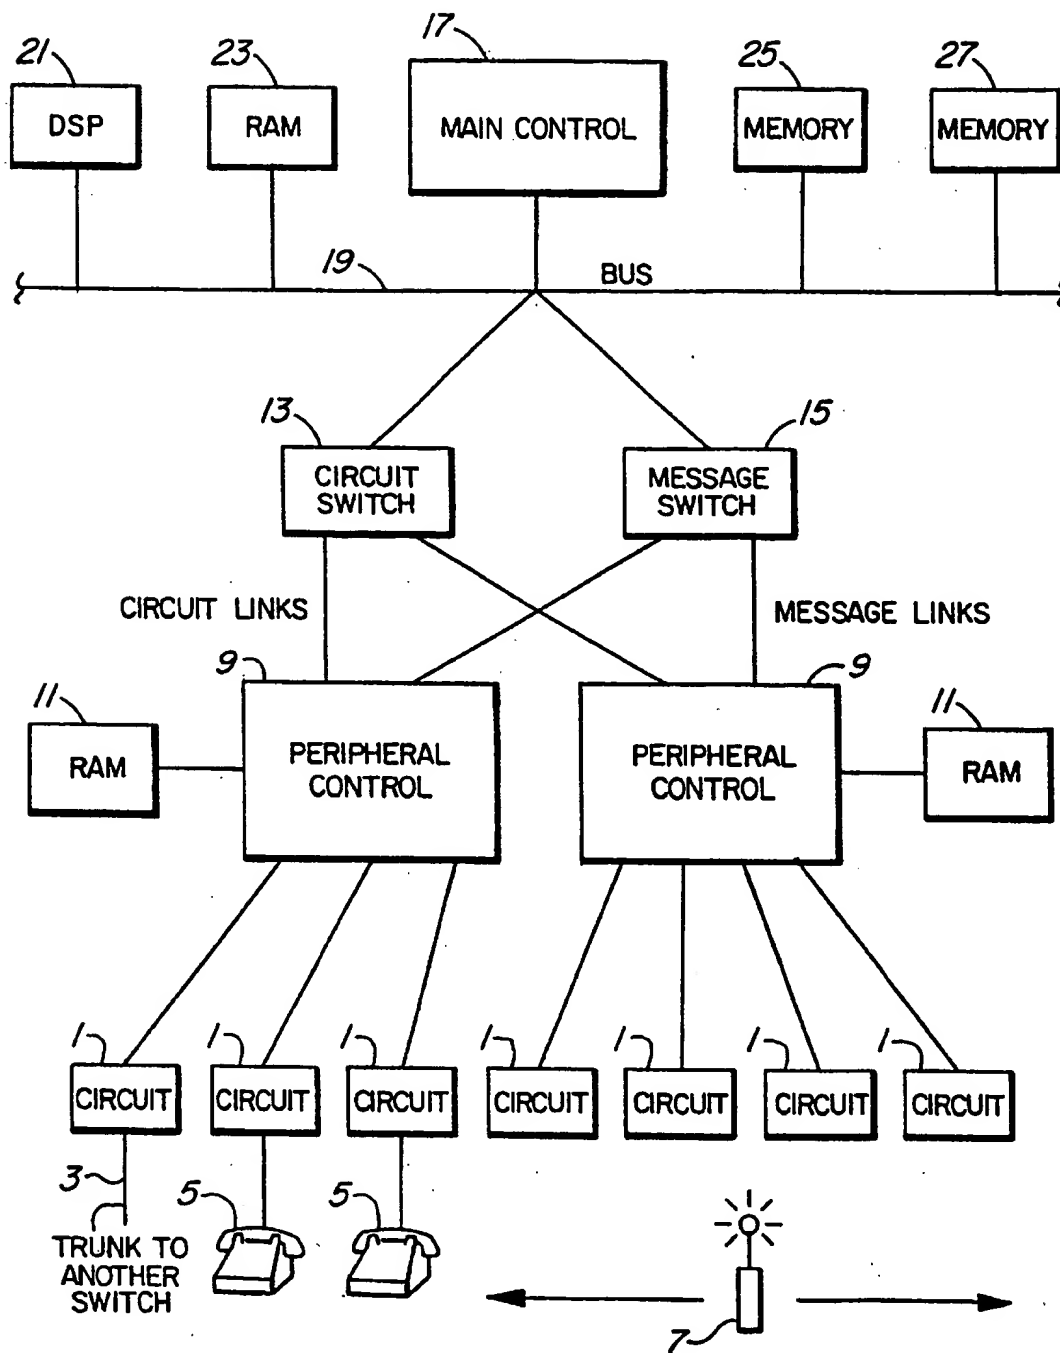 21 23 17 25 27
DSP RAM MAIN CONTROL MEMORY MEMORY
19 BUS
13 15
CIRCUIT
SWITCH
MESSAGE
SWITCH
CIRCUIT LINKS MESSAGE LINKS
9 9
11 11
RAM
PERIPHERAL
CONTROL
PERIPHERAL
CONTROL
RAM
1 1 1 1 1 1 1
CIRCUIT CIRCUIT CIRCUIT CIRCUIT CIRCUIT CIRCUIT CIRCUIT
3 5 5
TRUNK TO
ANOTHER
SWITCH
7